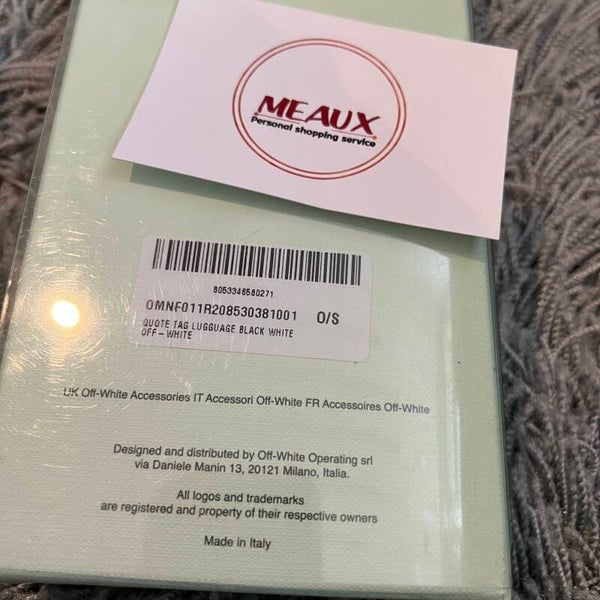 MEAUX
Personal shopping service
8053346580271
OMNF011R208530381001 O/S
QUOTE TAG LUGGUAGE BLACK WHITE
OFF-WHITE
UK Off-White Accessories IT Accessori Off-White FR Accessoires Off-White
Designed and distributed by Off-White Operating srl
via Daniele Manin 13, 20121 Milano, Italia.
All logos and trademarks
are registered and property of their respective owners
Made in Italy